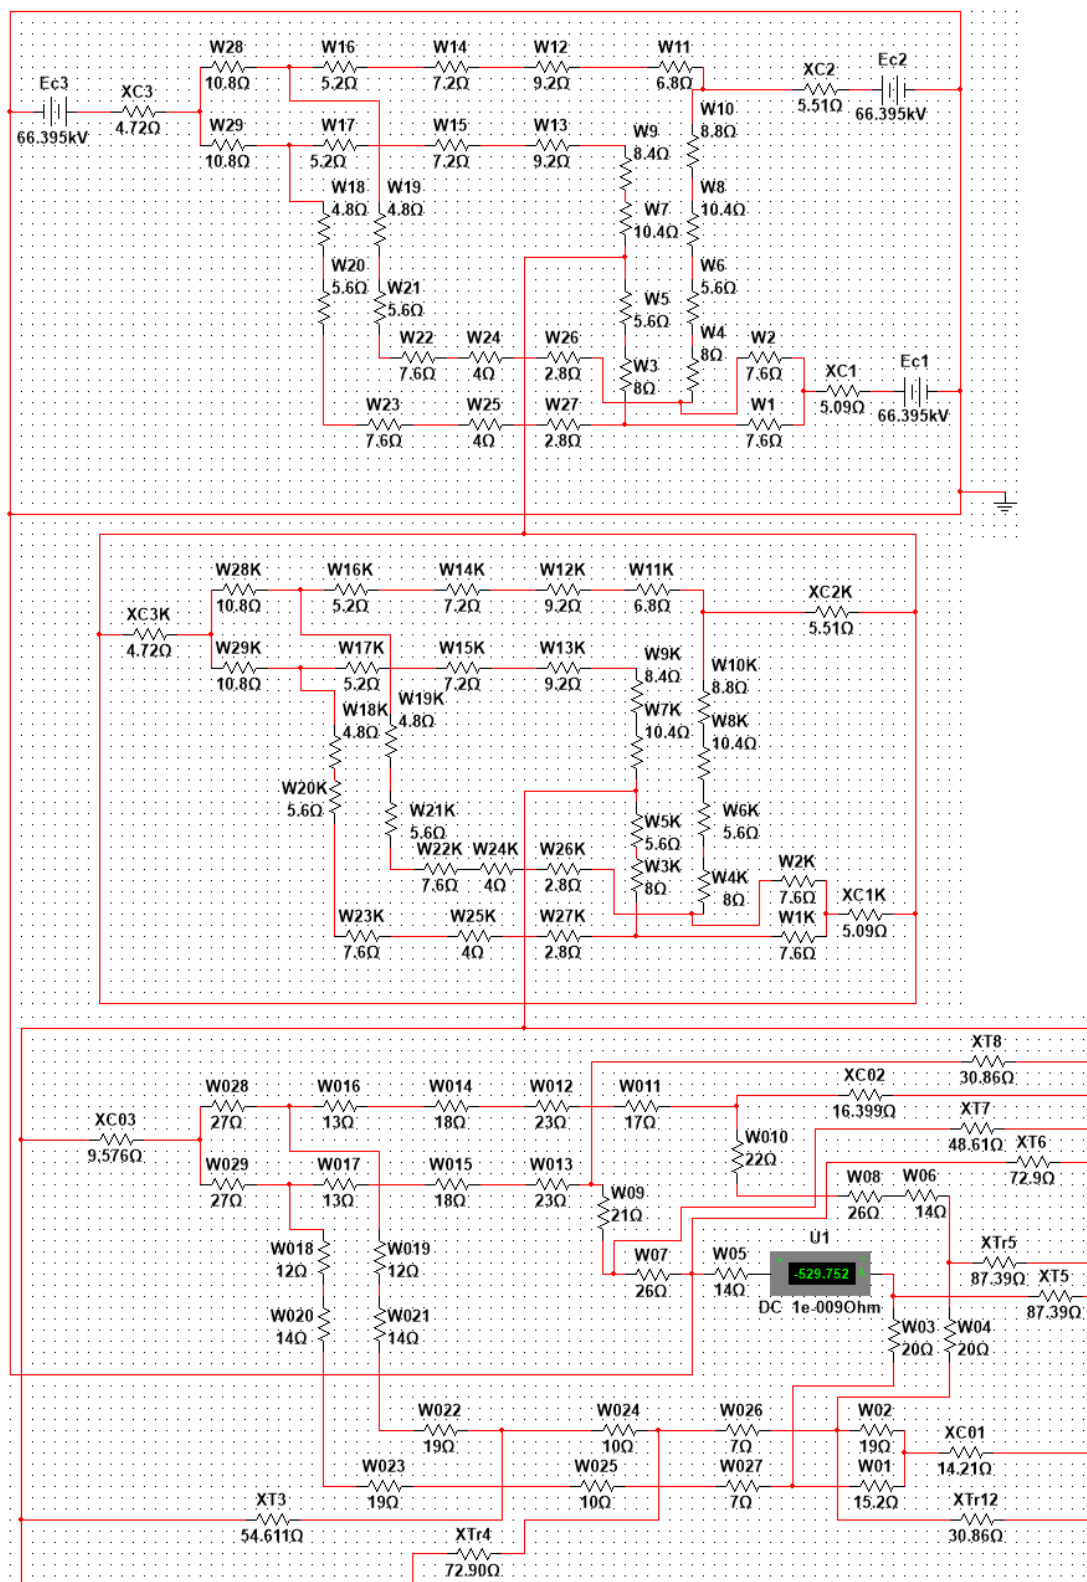 W28 W16 W14 W12 W11
10.8Ω 5.2Ω 7.2Ω 9.2Ω 6.8Ω
Ec3 XC3 XC2 Ec2
66.395kV 4.72Ω 5.51Ω 66.395kV
W29 W17 W15 W13 W9 W10
10.8Ω 5.2Ω 7.2Ω 9.2Ω 8.4Ω 8.8Ω
W18 W19 W7 W8
4.8Ω 4.8Ω 10.4Ω 10.4Ω
W20 W21 W5 W6
5.6Ω 5.6Ω 5.6Ω 5.6Ω
W22 W24 W26 W3 W4 W2
7.6Ω 4Ω 2.8Ω 8Ω 8Ω 7.6Ω
XC1 Ec1
5.09Ω 66.395kV
W23 W25 W27 W1
7.6Ω 4Ω 2.8Ω 7.6Ω
W28K W16K W14K W12K W11K XC2K
10.8Ω 5.2Ω 7.2Ω 9.2Ω 6.8Ω 5.51Ω
XC3K
4.72Ω
W29K W17K W15K W13K W9K W10K
10.8Ω 5.2Ω 7.2Ω 9.2Ω 8.4Ω 8.8Ω
W18K W19K W7K W8K
4.8Ω 4.8Ω 10.4Ω 10.4Ω
W20K W21K W5K W6K
5.6Ω 5.6Ω 5.6Ω 5.6Ω
W22K W24K W26K W3K W4K W2K
7.6Ω 4Ω 2.8Ω 8Ω 8Ω 7.6Ω
XC1K
5.09Ω
W23K W25K W27K W1K
7.6Ω 4Ω 2.8Ω 7.6Ω
XT8
30.86Ω
W028 W016 W014 W012 W011 XC02
27Ω 13Ω 18Ω 23Ω 17Ω 16.399Ω
XC03 W010 XT7
9.576Ω 22Ω 48.61Ω
W029 W017 W015 W013 XT6
27Ω 13Ω 18Ω 23Ω 72.9Ω
W09 W08 W06
21Ω 26Ω 14Ω
W018 W019 W07 W05 U1 XTr5
12Ω 12Ω 26Ω 14Ω -529.752 87.39Ω
DC 1e-009Ohm XT5
87.39Ω
W020 W021 W03 W04
14Ω 14Ω 20Ω 20Ω
W022 W024 W026 W02
19Ω 10Ω 7Ω 19Ω
XC01
14.21Ω
W023 W025 W027 W01
19Ω 10Ω 7Ω 15.2Ω
XT3 XTr12
54.611Ω 30.86Ω
XTr4
72.90Ω